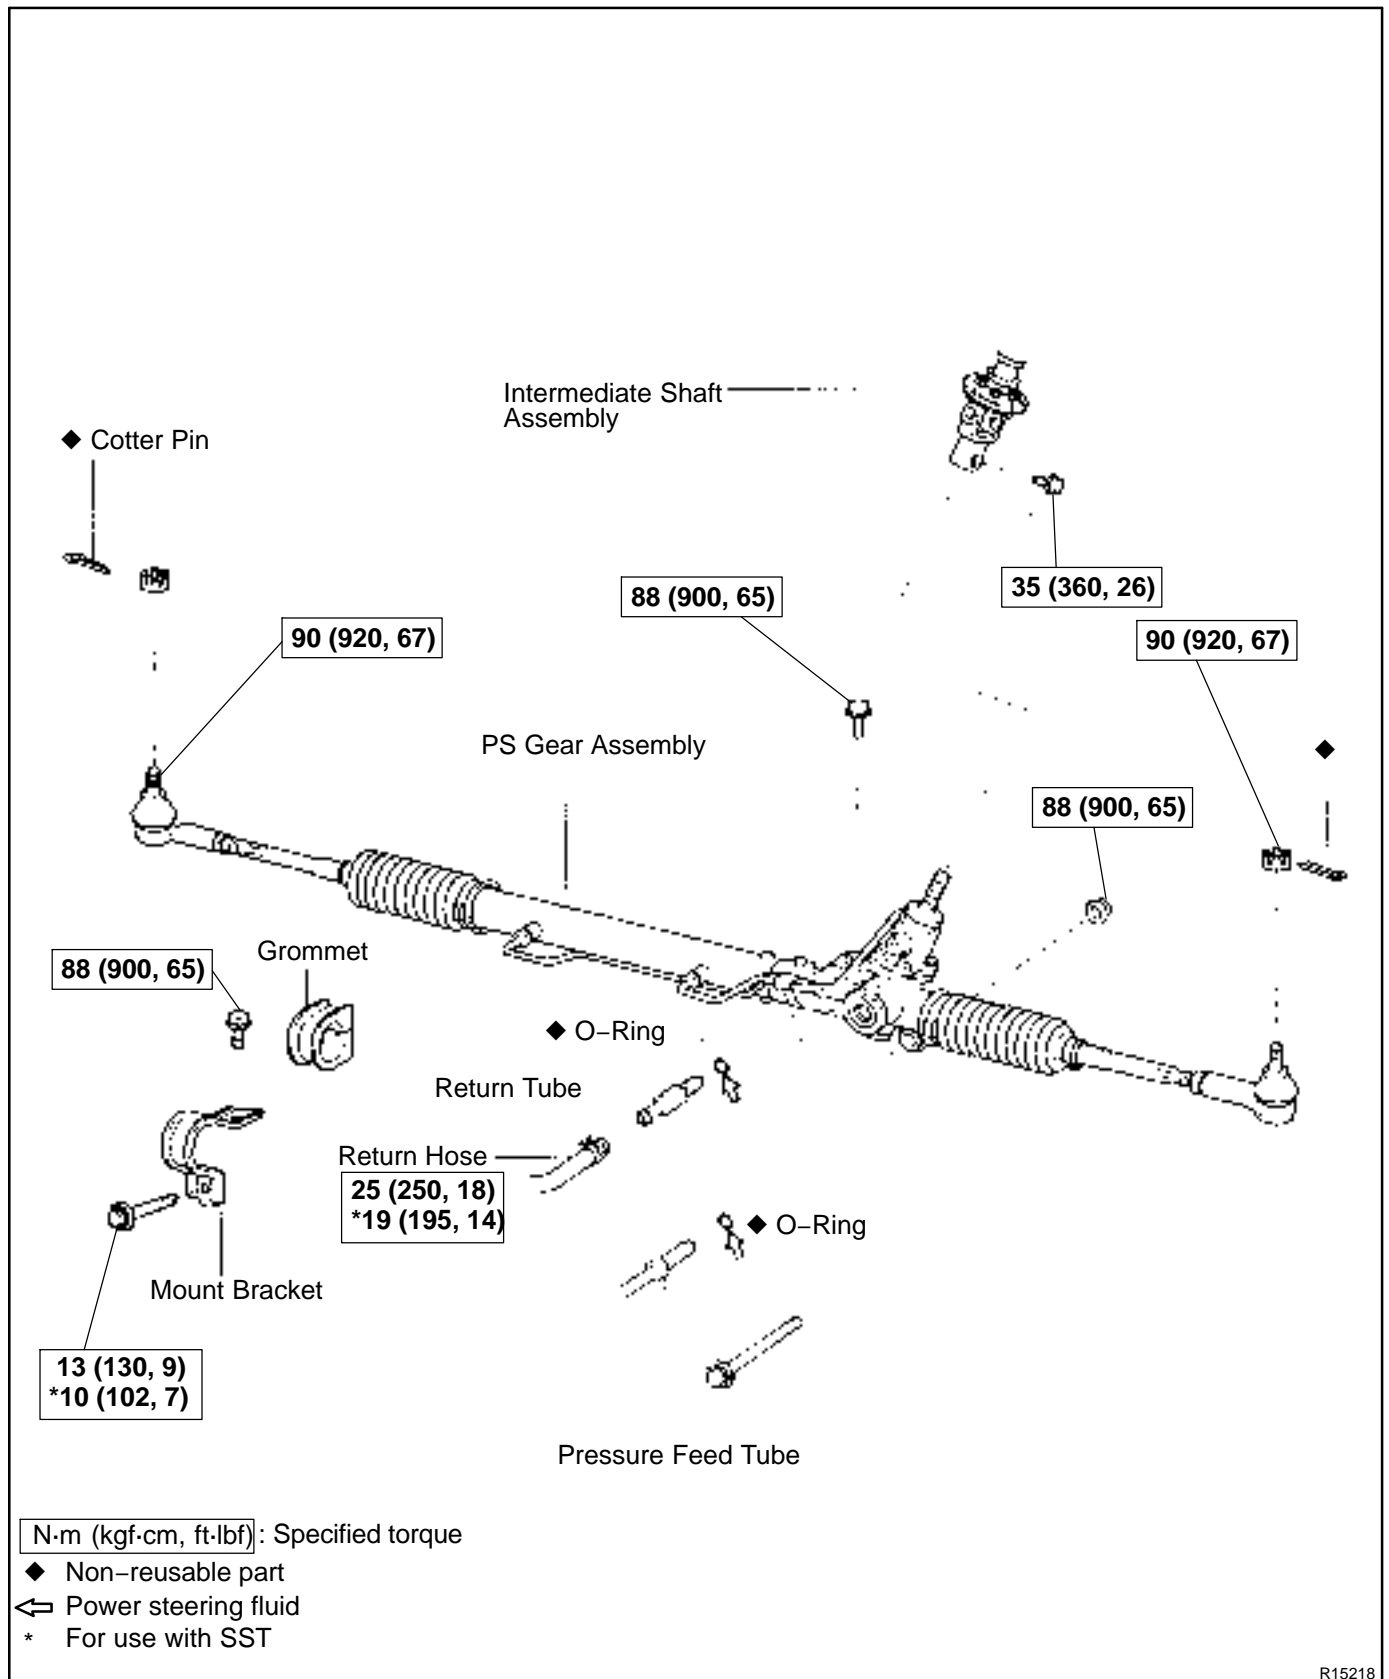 Intermediate Shaft
Assembly
◆ Cotter Pin
35 (360, 26)
88 (900, 65)
90 (920, 67)
90 (920, 67)
PS Gear Assembly
◆
88 (900, 65)
Grommet
88 (900, 65)
◆ O−Ring
Return Tube
Return Hose
25 (250, 18)
*19 (195, 14)
◆ O−Ring
Mount Bracket
13 (130, 9)
*10 (102, 7)
Pressure Feed Tube
N·m (kgf·cm, ft·lbf) : Specified torque
◆ Non−reusable part
Power steering fluid
* For use with SST
R15218